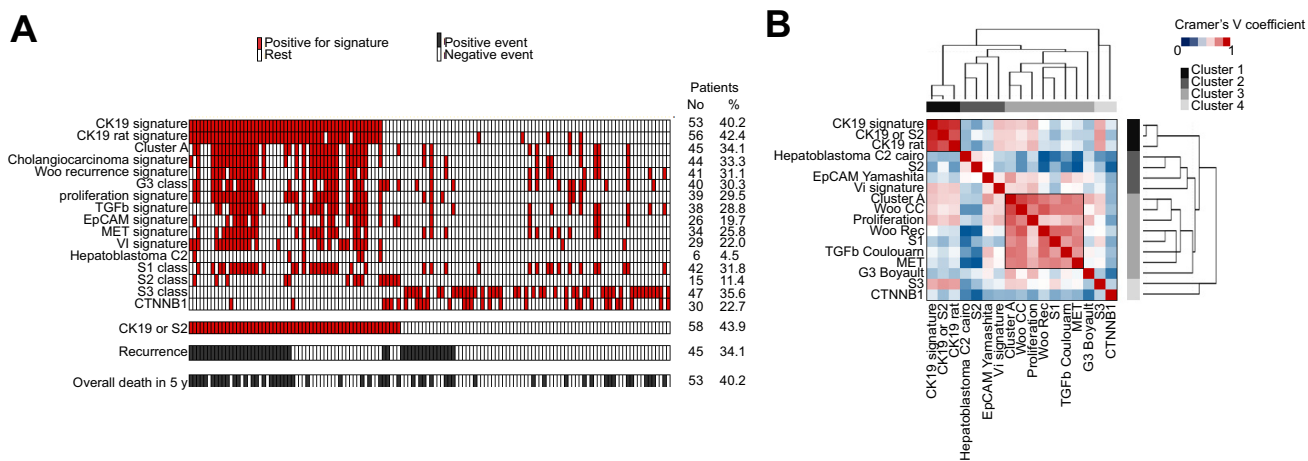 A
Positive for signature
Rest
Positive event
Negative event
Patients
No %
CK19 signature 53 40.2
CK19 rat signature 56 42.4
Cluster A 45 34.1
Cholangiocarcinoma signature 44 33.3
Woo recurrence signature 41 31.1
G3 class 40 30.3
proliferation signature 39 29.5
TGFb signature 38 28.8
EpCAM signature 26 19.7
MET signature 34 25.8
VI signature 29 22.0
Hepatoblastoma C2 6 4.5
S1 class 42 31.8
S2 class 15 11.4
S3 class 47 35.6
CTNNB1 30 22.7
CK19 or S2 58 43.9
Recurrence 45 34.1
Overall death in 5 y 53 40.2
B
Cramer's V coefficient
0 1
Cluster 1
Cluster 2
Cluster 3
Cluster 4
CK19 signature
CK19 or S2
CK19 rat
Hepatoblastoma C2 cairo
S2
EpCAM Yamashita
Vi signature
Cluster A
Woo CC
Proliferation
Woo Rec
S1
TGFb Coulouarn
MET
G3 Boyault
S3
CTNNB1
CK19 signature
CK19 or S2
CK19 rat
Hepatoblastoma C2 cairo
S2
EpCAM Yamashita
Vi signature
Cluster A
Woo CC
Proliferation
Woo Rec
S1
TGFb Coulouarn
MET
G3 Boyault
S3
CTNNB1